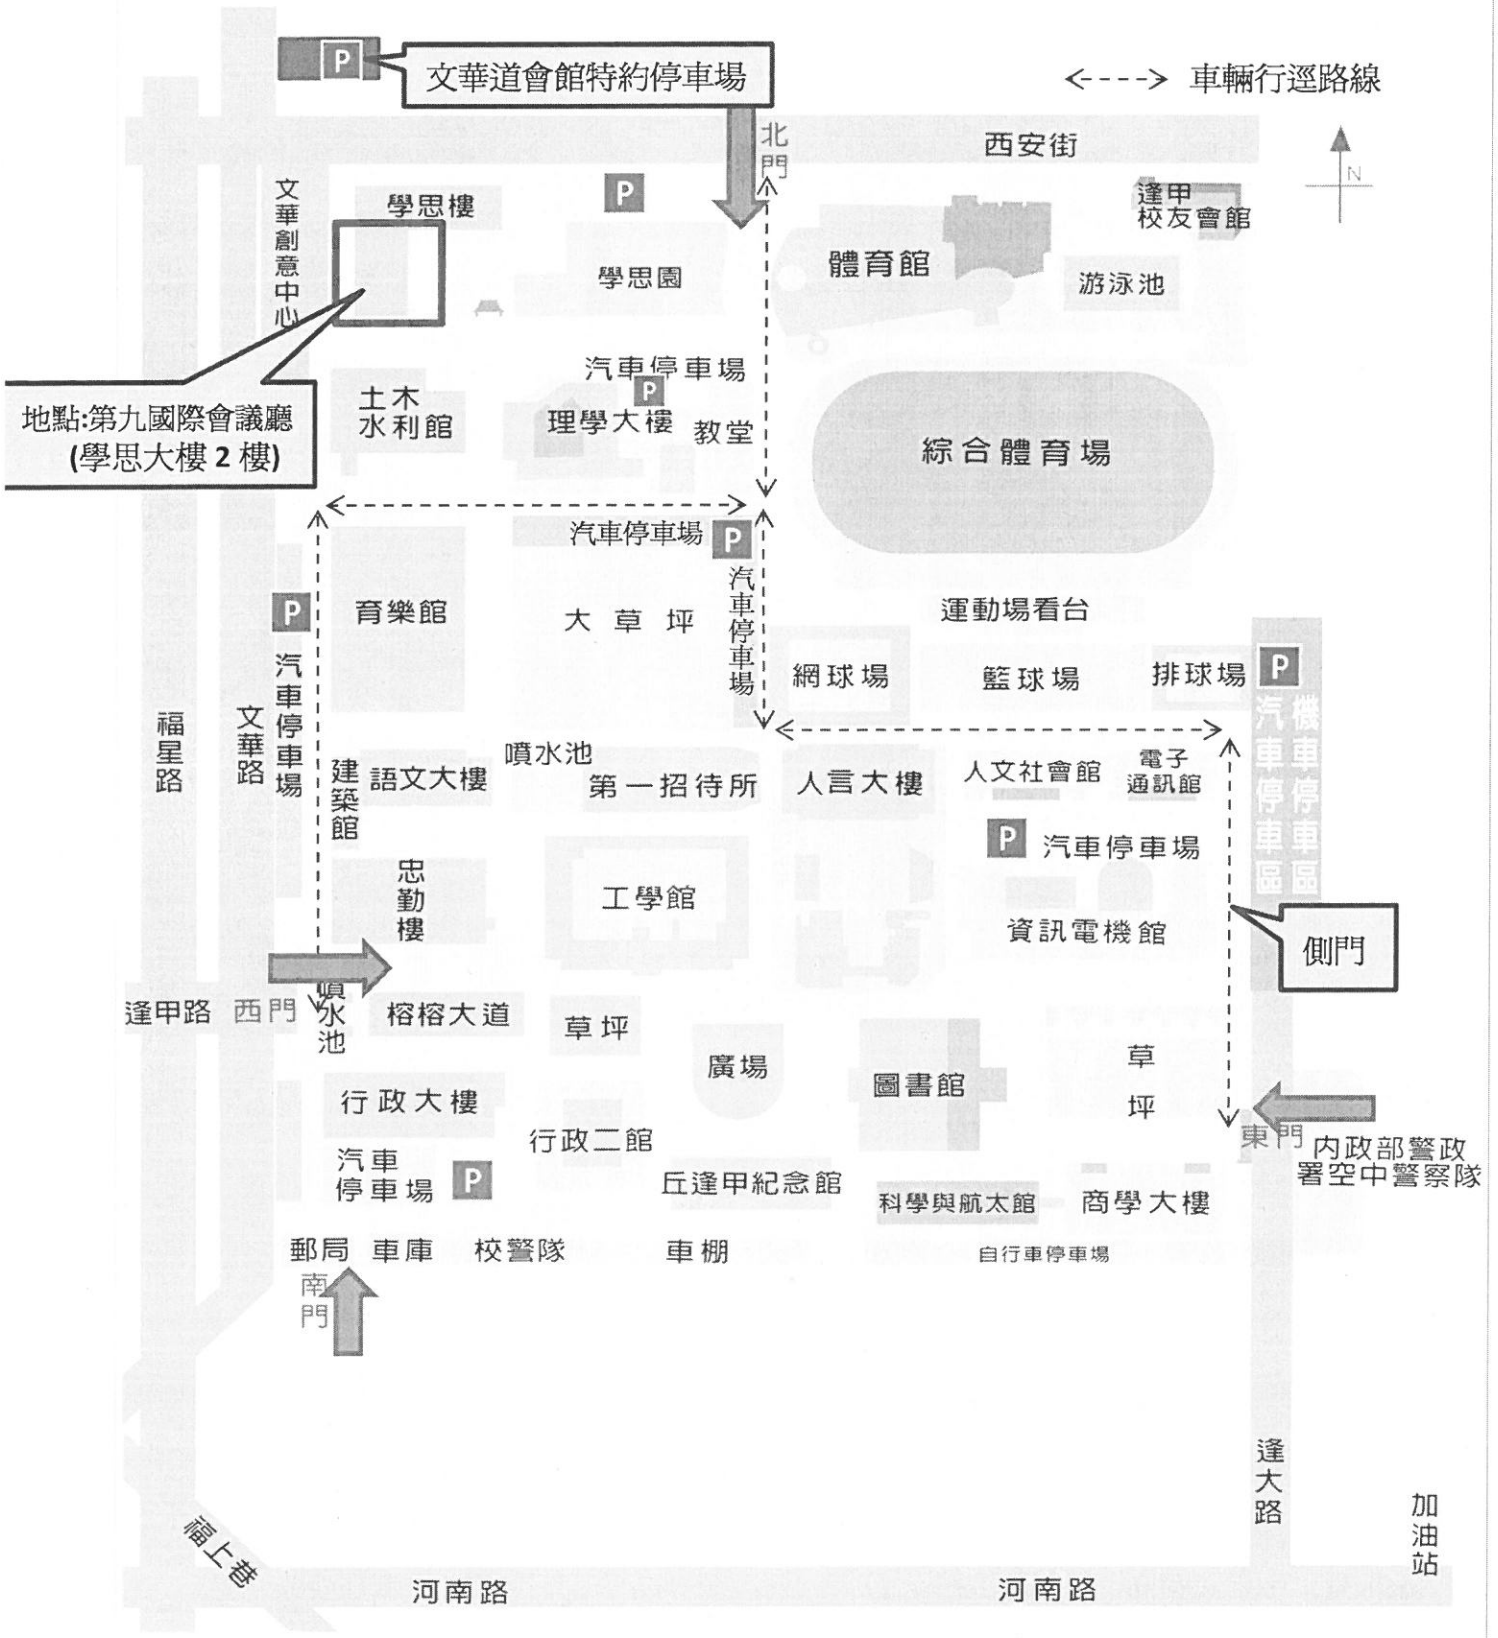 P
文華道會館特約停車場
車輛行逕路線
北門
西安街
N
文華創意中心
學思樓
P
逢甲
校友會館
學思園
體育館
游泳池
汽車停車場
P
地點:第九國際會議廳
(學思大樓 2 樓)
土木
水利館
理學大樓
教堂
綜合體育場
汽車停車場
P
P
育樂館
大草坪
汽車停車場
運動場看台
汽車停車場
網球場
籃球場
排球場
P
福星路
文華路
汽車停車區
機車停車區
建築館
語文大樓
噴水池
第一招待所
人言大樓
人文社會館
電子
通訊館
P
汽車停車場
忠勤樓
工學館
資訊電機館
側門
逢甲路
西門
噴水池
榕榕大道
草坪
廣場
圖書館
草坪
行政大樓
行政二館
東門
內政部警政
署空中警察隊
汽車
停車場
P
丘逢甲紀念館
科學與航太館
商學大樓
郵局
車庫
校警隊
車棚
自行車停車場
南門
逢大路
加油站
福上巷
河南路
河南路